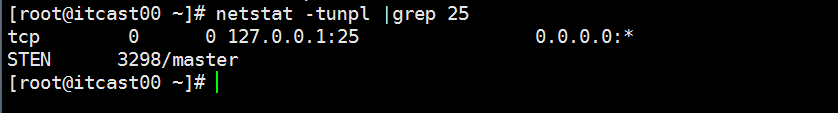 [root@itcast00 ~]# netstat -tunpl |grep 25
tcp        0      0 127.0.0.1:25                0.0.0.0:*
STEN      3298/master
[root@itcast00 ~]#